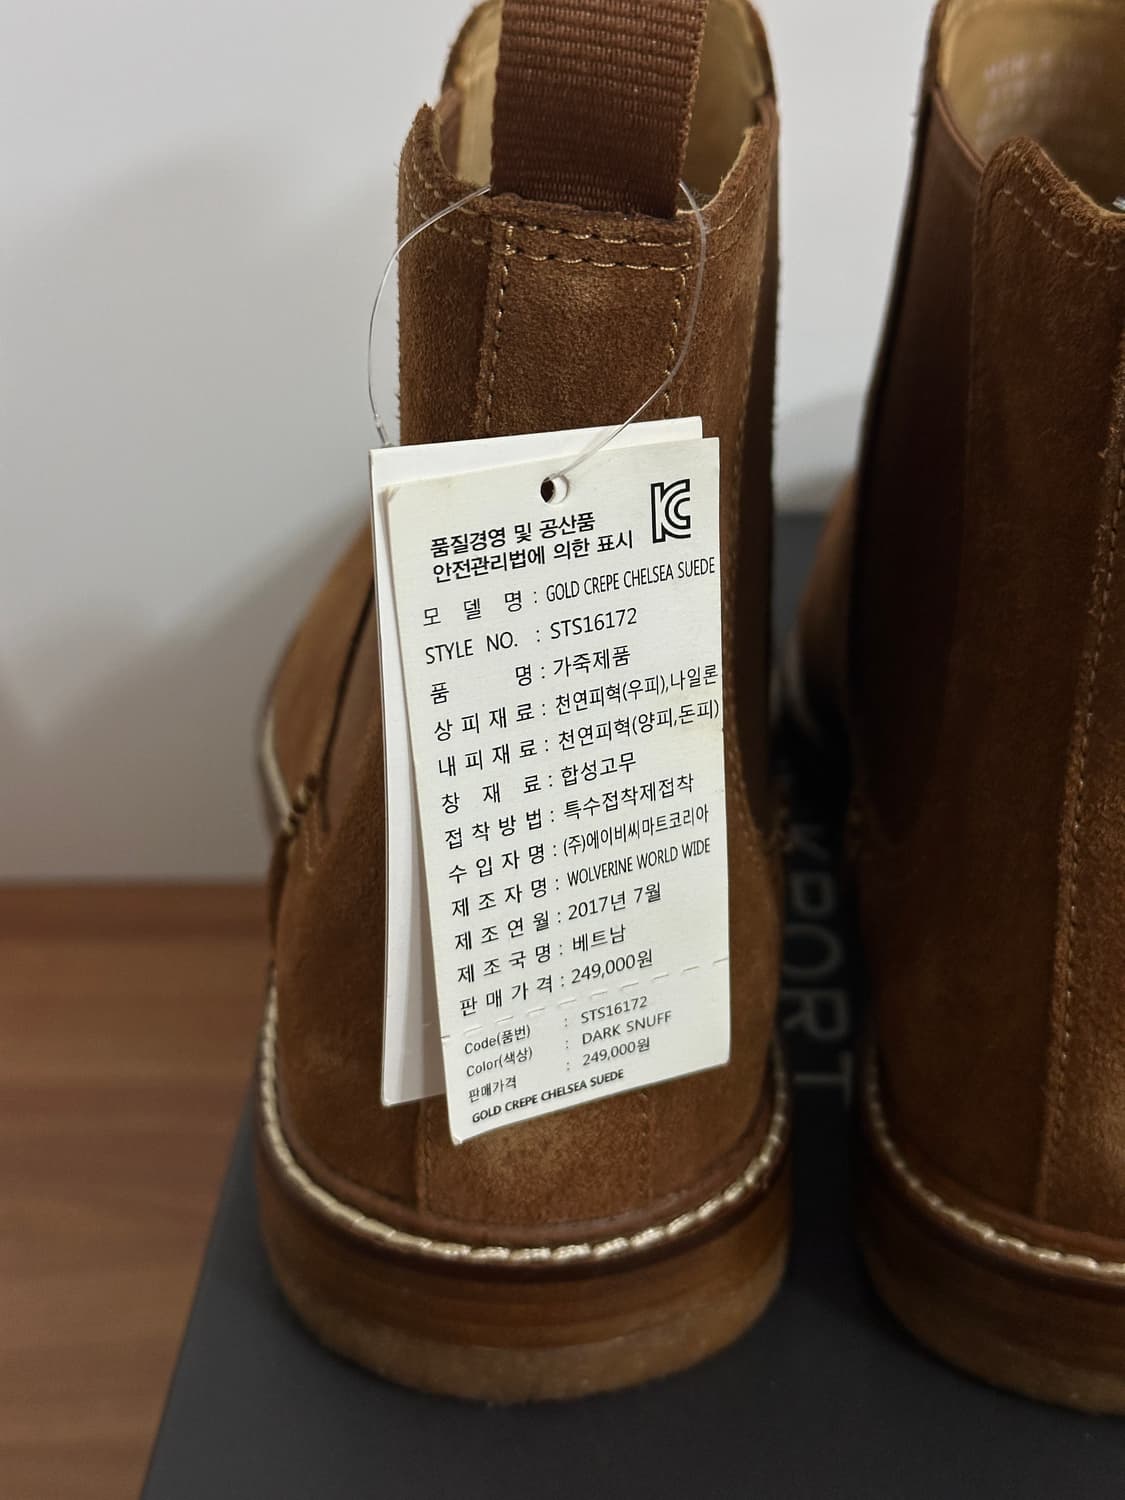 품질경영 및 공산품
안전관리법에 의한 표시
KC
모 델 명 : GOLD CREPE CHELSEA SUEDE
STYLE NO. : STS16172
품 명 : 가죽제품
상 피 재 료 : 천연피혁(우피),나일론
내 피 재 료 : 천연피혁(양피,돈피)
창 재 료 : 합성고무
접 착 방 법 : 특수접착제접착
수 입 자 명 : (주)에이비씨마트코리아
제 조 자 명 : WOLVERINE WORLD WIDE
제 조 연 월 : 2017년 7월
제 조 국 명 : 베트남
판 매 가 격 : 249,000원
Code(품번) : STS16172
Color(색상) : DARK SNUFF
판매가격 : 249,000원
GOLD CREPE CHELSEA SUEDE